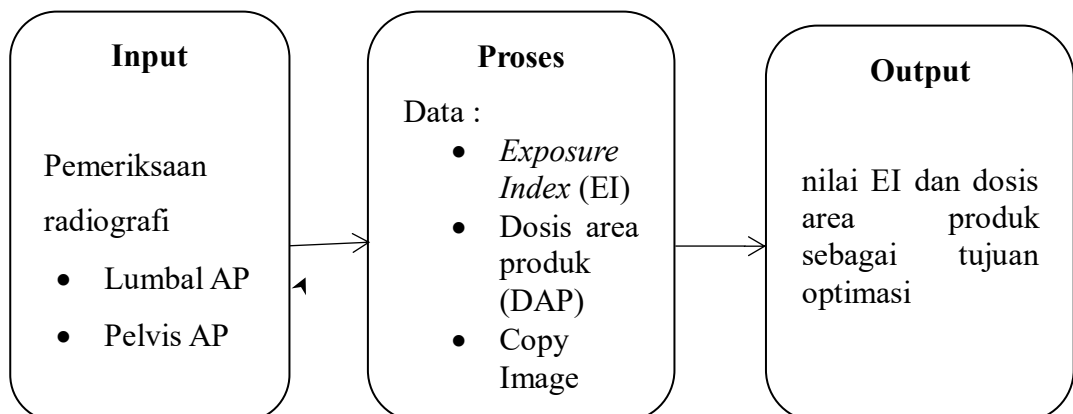 Input
Pemeriksaan
radiografi
• Lumbal AP
• Pelvis AP
Proses
Data :
• Exposure
Index (EI)
• Dosis area
produk
(DAP)
• Copy
Image
Output
nilai EI dan dosis
area produk
sebagai tujuan
optimasi